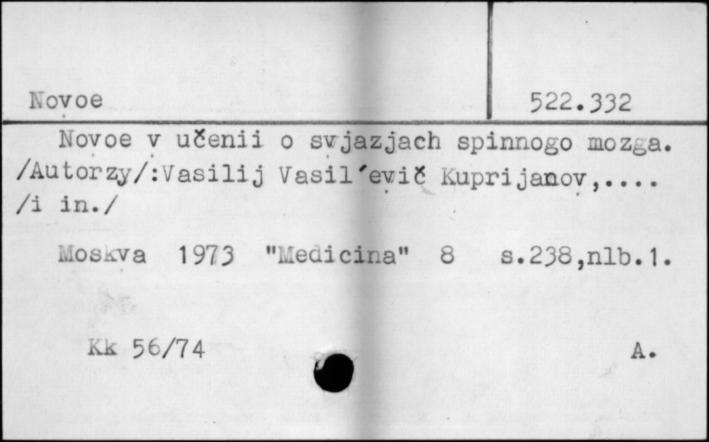 Novoe 522.332
Novoe v učenii o svjazjach spinnogo mozga.
/Autorzy/:Vasilij Vasil´evič Kuprijanov,....
/i in./
Moskva 1973 "Medicina" 8 s.238,nlb.1.
Kk 56/74 A.